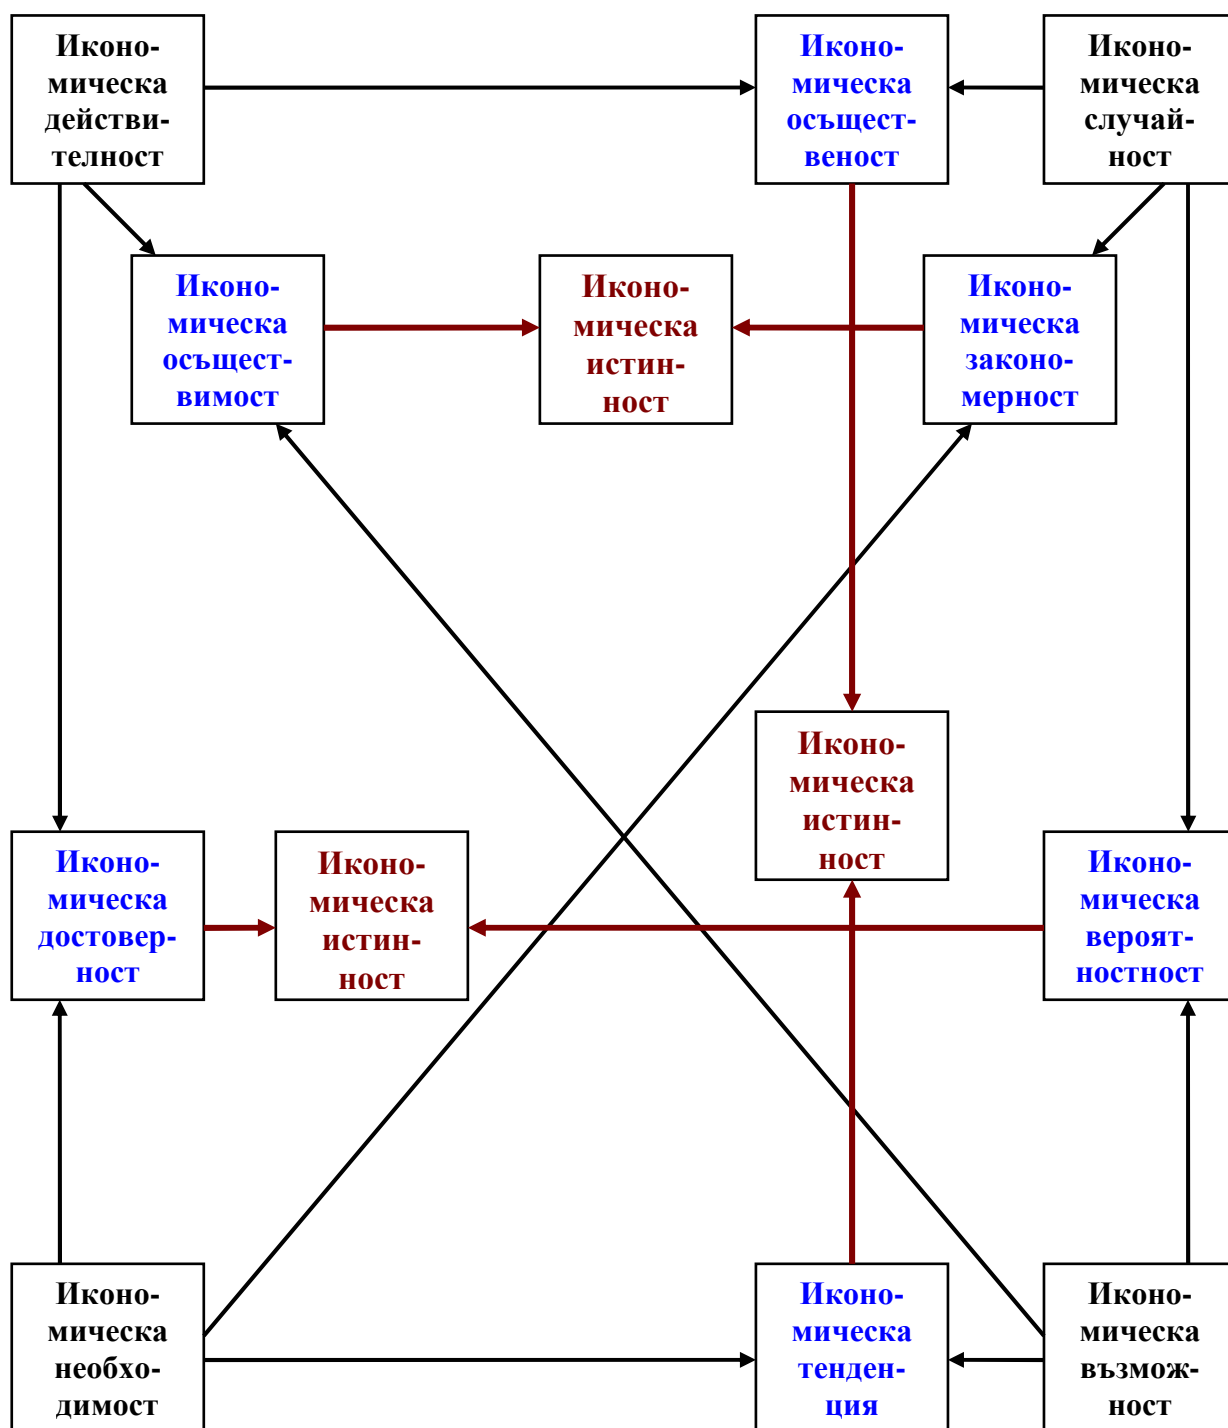 Иконо-
мическа
действи-
телност
Иконо-
мическа
осъщест-
веност
Иконо-
мическа
случай-
ност
Иконо-
мическа
осъщест-
вимост
Иконо-
мическа
истин-
ност
Иконо-
мическа
законо-
мерност
Иконо-
мическа
истин-
ност
Иконо-
мическа
достовер-
ност
Иконо-
мическа
истин-
ност
Иконо-
мическа
вероят-
ностност
Иконо-
мическа
необхо-
димост
Иконо-
мическа
тенден-
ция
Иконо-
мическа
възмож-
ност